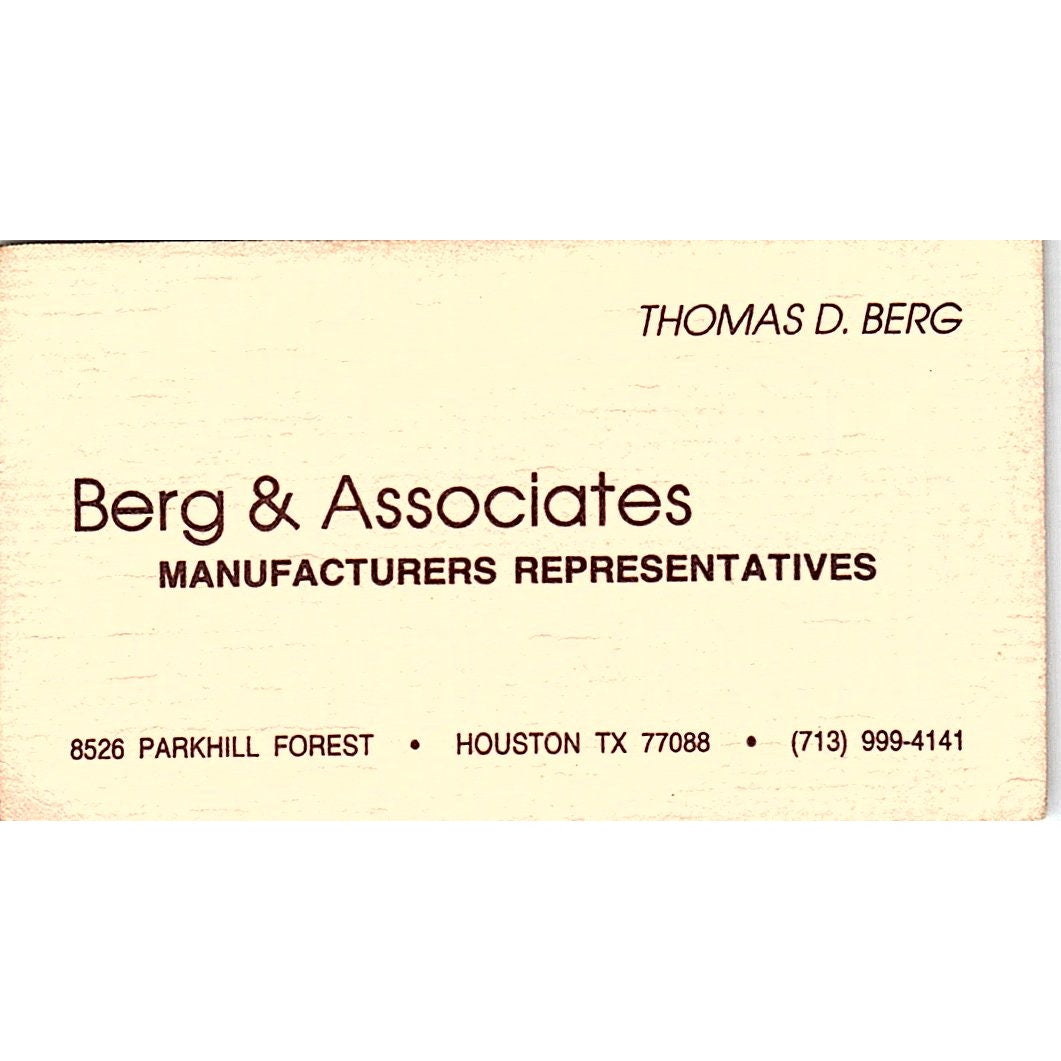 THOMAS D. BERG
Berg & Associates
MANUFACTURERS REPRESENTATIVES
8526 PARKHILL FOREST • HOUSTON TX 77088 • (713) 999-4141